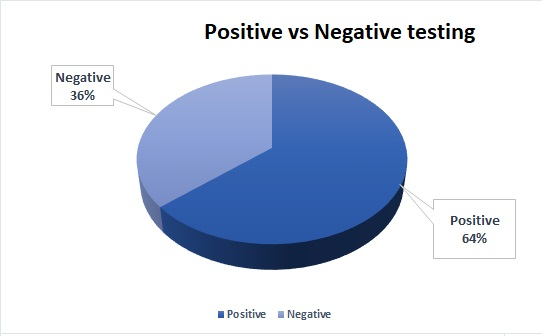 Positive vs Negative testing
Negative
36%
Positive
64%
Positive Negative